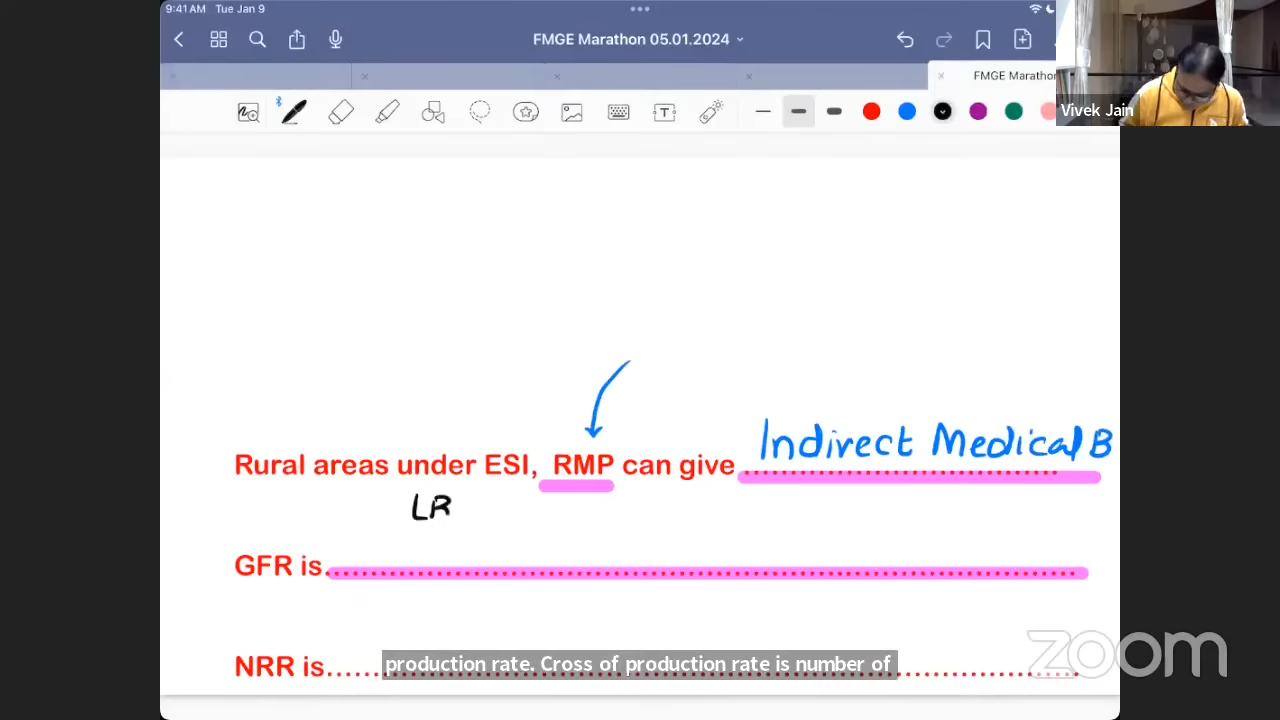 9:41 AM Tue Jan 9
FMGE Marathon 05.01.2024
FMGE Marathon
Vivek Jain
Indirect Medical B
Rural areas under ESI, RMP can give ..............................
LB
GFR is..........................................................................
NRR is..........................................................................
production rate. Cross of production rate is number of
zoom